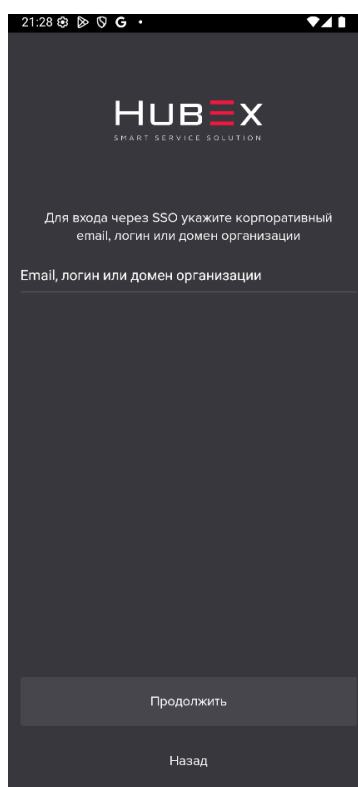 21:28 G
HUBEX
SMART SERVICE SOLUTION
Для входа через SSO укажите корпоративный
email, логин или домен организации
Email, логин или домен организации
Продолжить
Назад